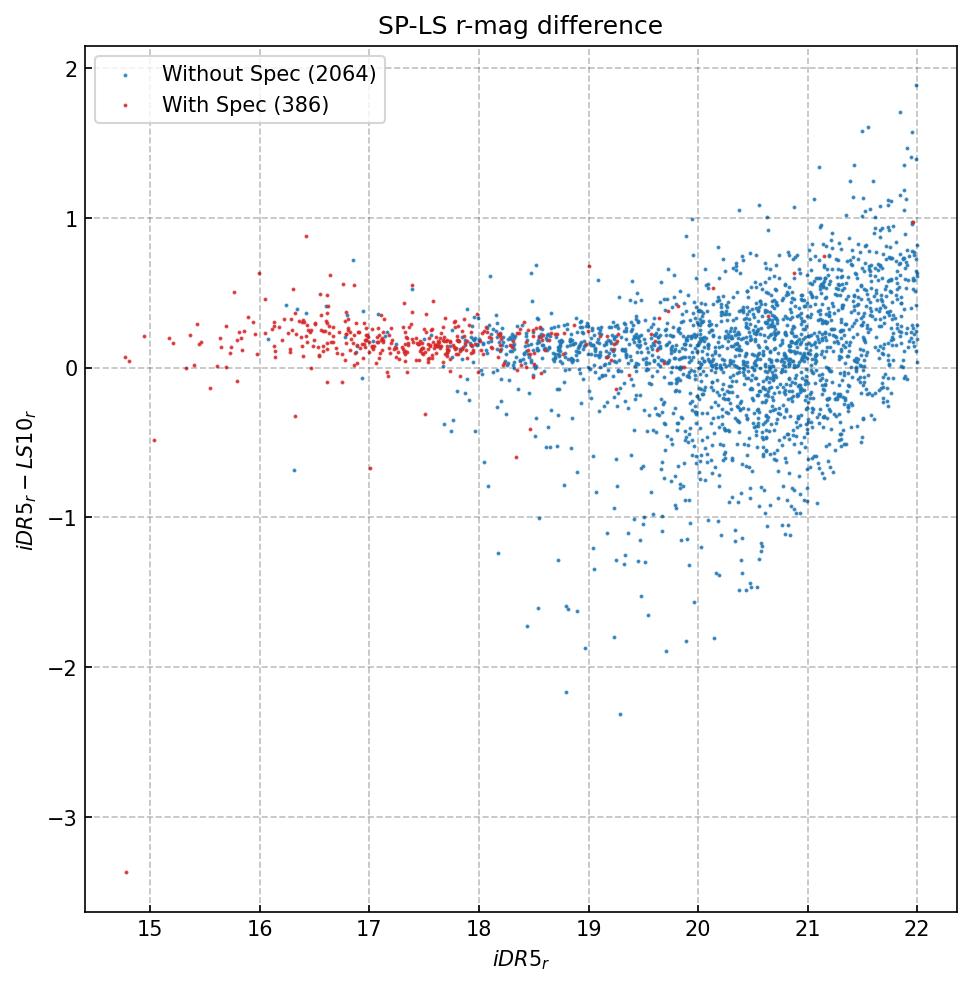 SP-LS r-mag difference
Without Spec (2064)
With Spec (386)
2
1
0
−1
−2
−3
iDR5r − LS10r
15 16 17 18 19 20 21 22
iDR5r